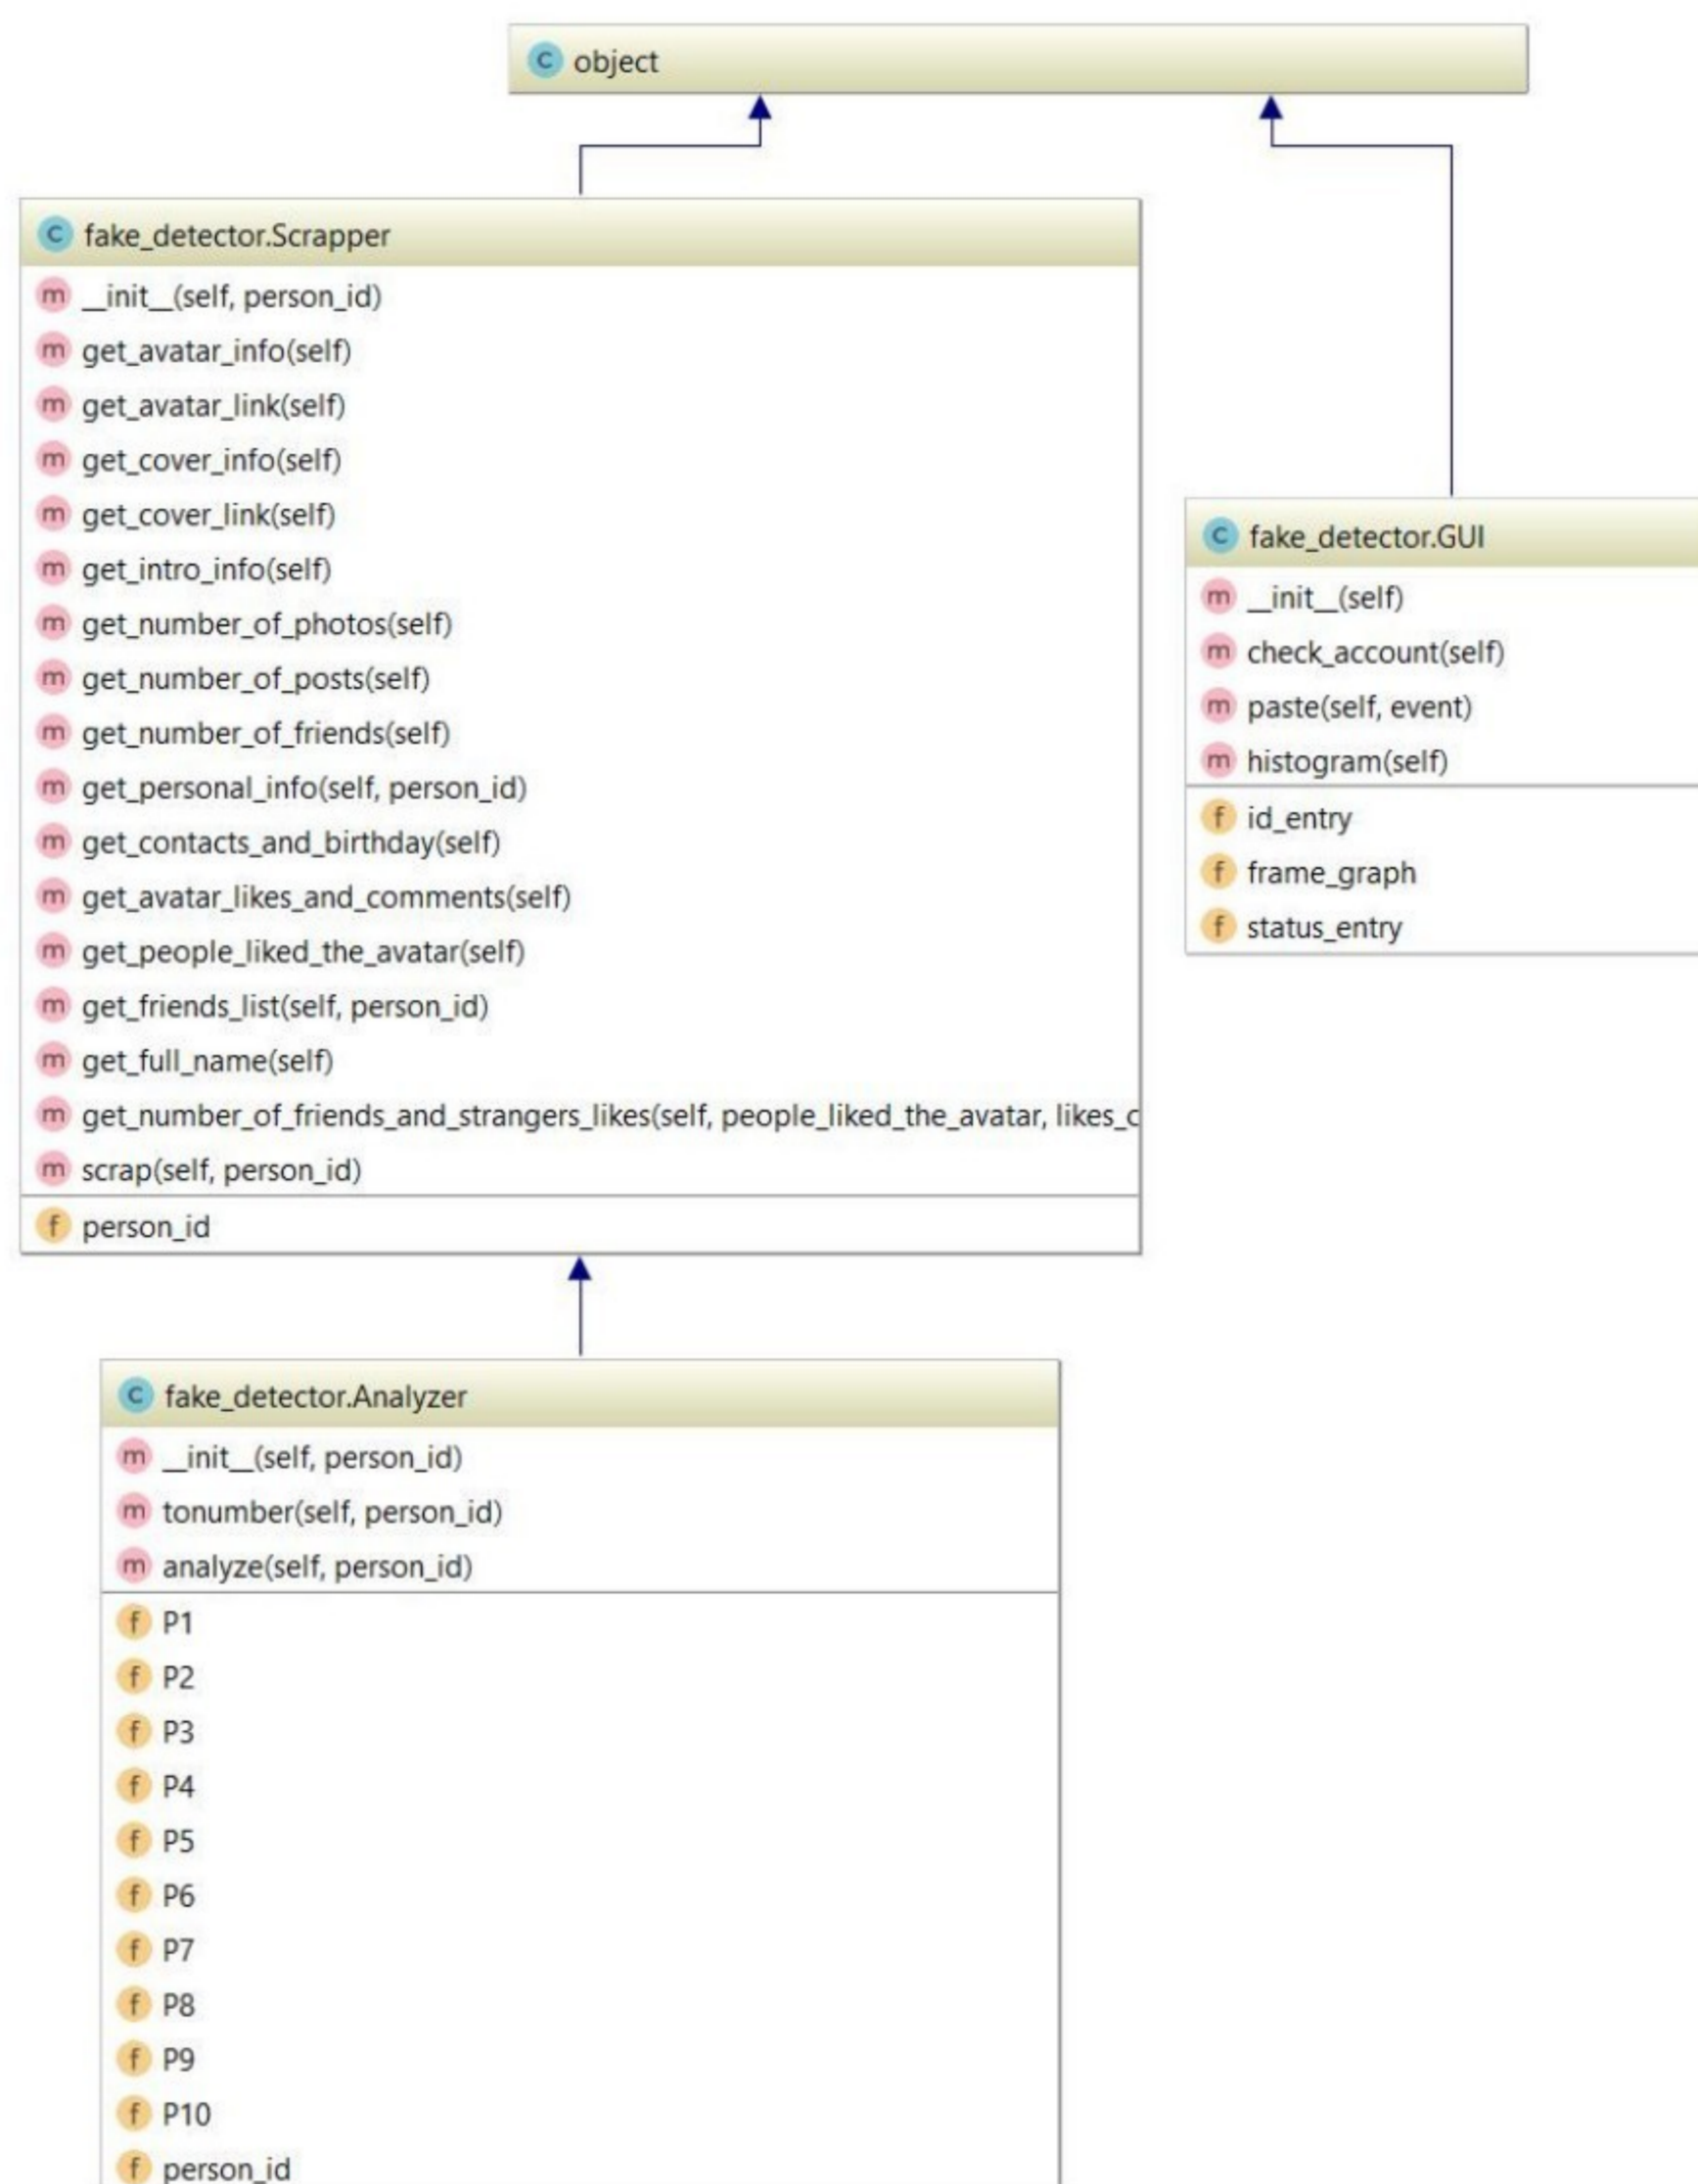 C object
C fake_detector.Scrapper
m __init__(self, person_id)
m get_avatar_info(self)
m get_avatar_link(self)
m get_cover_info(self)
m get_cover_link(self)
m get_intro_info(self)
m get_number_of_photos(self)
m get_number_of_posts(self)
m get_number_of_friends(self)
m get_personal_info(self, person_id)
m get_contacts_and_birthday(self)
m get_avatar_likes_and_comments(self)
m get_people_liked_the_avatar(self)
m get_friends_list(self, person_id)
m get_full_name(self)
m get_number_of_friends_and_strangers_likes(self, people_liked_the_avatar, likes_c
m scrap(self, person_id)
f person_id
C fake_detector.GUI
m __init__(self)
m check_account(self)
m paste(self, event)
m histogram(self)
f id_entry
f frame_graph
f status_entry
C fake_detector.Analyzer
m __init__(self, person_id)
m tonumber(self, person_id)
m analyze(self, person_id)
f P1
f P2
f P3
f P4
f P5
f P6
f P7
f P8
f P9
f P10
f person_id